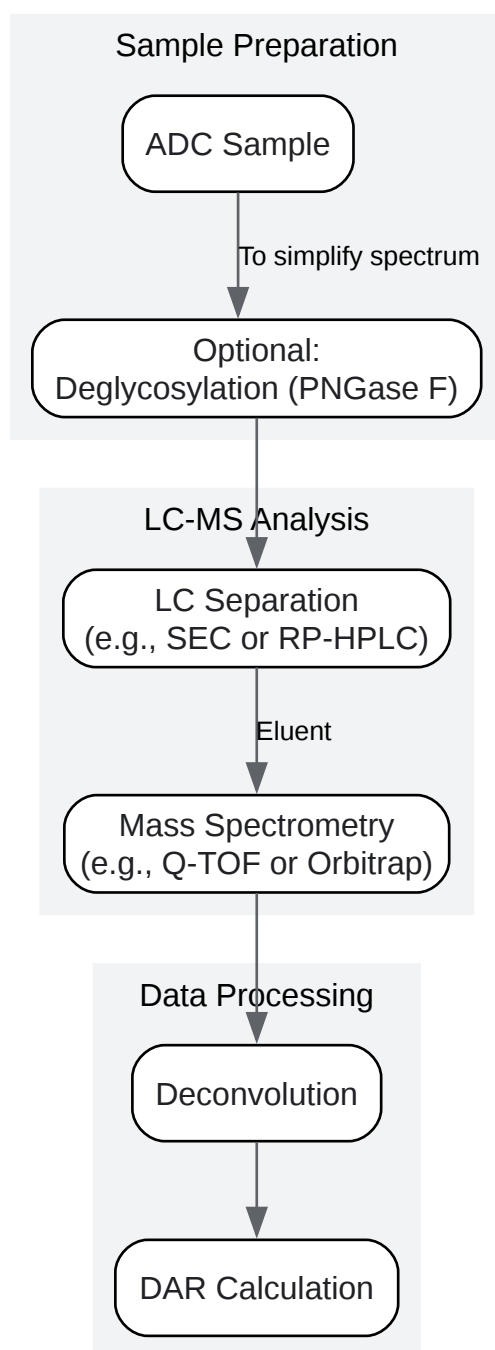 Sample Preparation
ADC Sample
To simplify spectrum
Optional:
Deglycosylation (PNGase F)
LC-MS Analysis
LC Separation
(e.g., SEC or RP-HPLC)
Eluent
Mass Spectrometry
(e.g., Q-TOF or Orbitrap)
Data Processing
Deconvolution
DAR Calculation